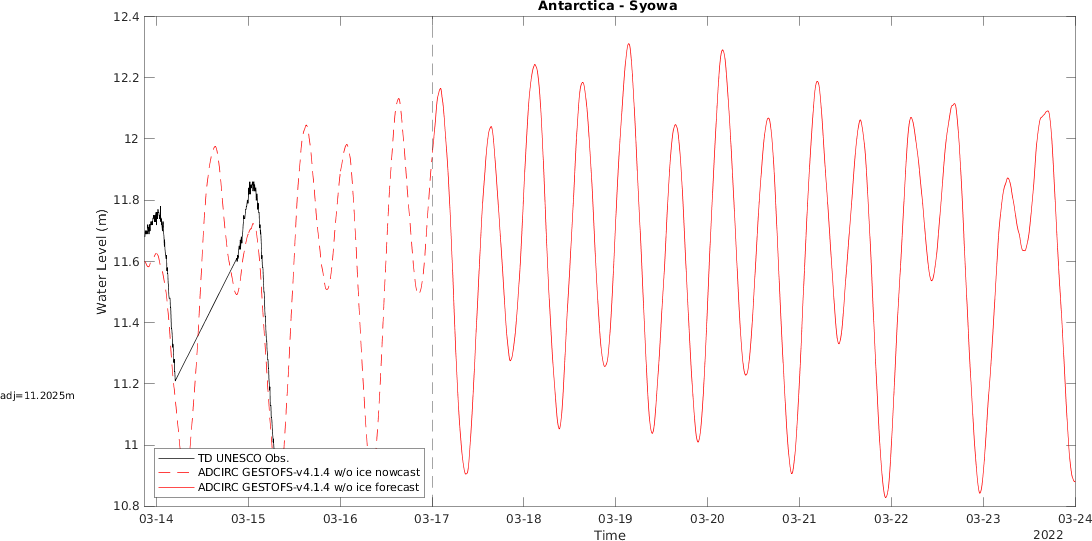 Antarctica - Syowa
12.4
12.2
12
11.8
11.6
11.4
11.2
11
10.8
Water Level (m)
adj=11.2025m
TD UNESCO Obs.
ADCIRC GESTOFS-v4.1.4 w/o ice nowcast
ADCIRC GESTOFS-v4.1.4 w/o ice forecast
03-14 03-15 03-16 03-17 03-18 03-19 03-20 03-21 03-22 03-23 03-24
Time
2022